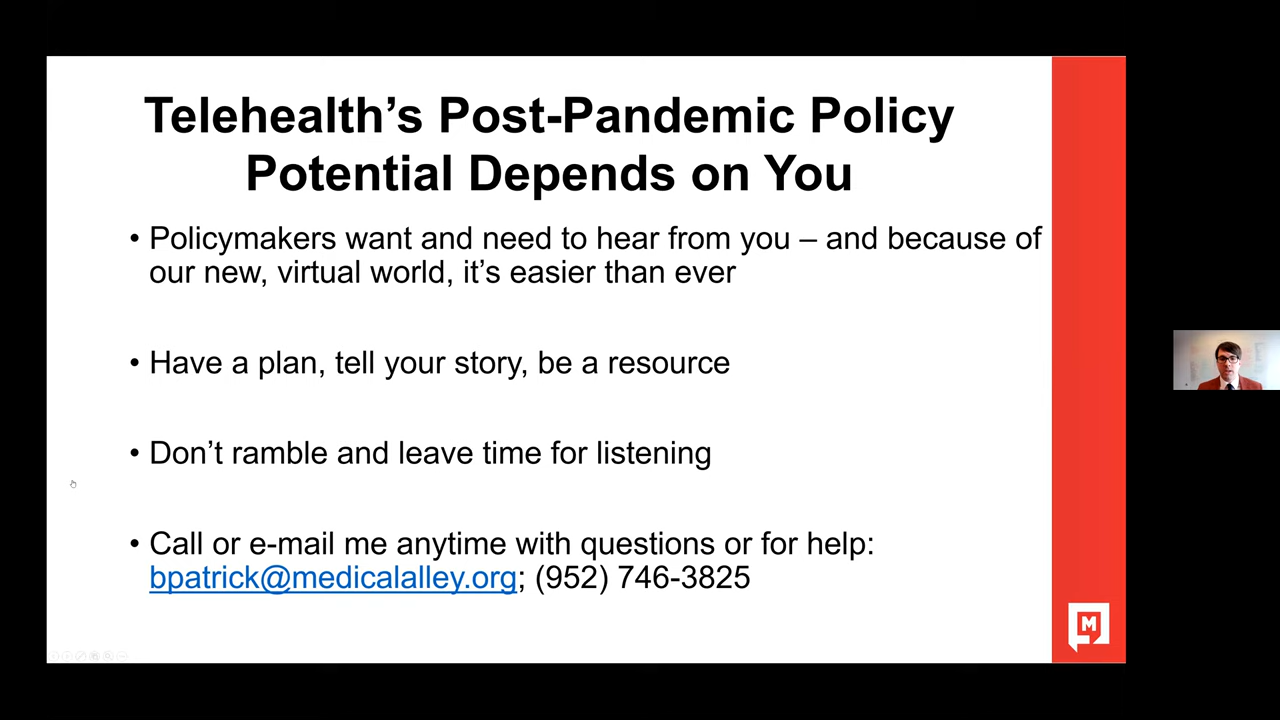 Telehealth’s Post-Pandemic Policy
Potential Depends on You
• Policymakers want and need to hear from you – and because of
our new, virtual world, it’s easier than ever
• Have a plan, tell your story, be a resource
• Don’t ramble and leave time for listening
• Call or e-mail me anytime with questions or for help:
bpatrick@medicalalley.org; (952) 746-3825
M